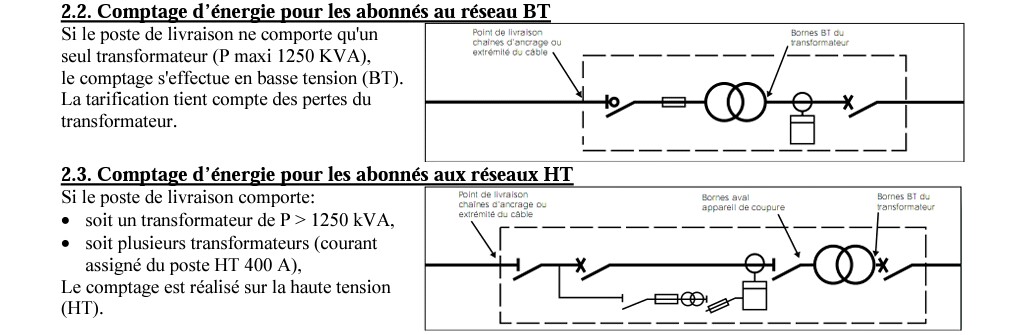 2.2. Comptage d’énergie pour les abonnés au réseau BT
Si le poste de livraison ne comporte qu'un
seul transformateur (P maxi 1250 KVA),
le comptage s'effectue en basse tension (BT).
La tarification tient compte des pertes du
transformateur.
Point de livraison
chaînes d'ancrage ou
extrémité du câble
Bornes BT du
transformateur
2.3. Comptage d’énergie pour les abonnés aux réseaux HT
Si le poste de livraison comporte:
• soit un transformateur de P > 1250 kVA,
• soit plusieurs transformateurs (courant
assigné du poste HT 400 A),
Le comptage est réalisé sur la haute tension
(HT).
Point de livraison
chaînes d'ancrage ou
extrémité du câble
Bornes aval
appareil de coupure
Bornes BT du
transformateur